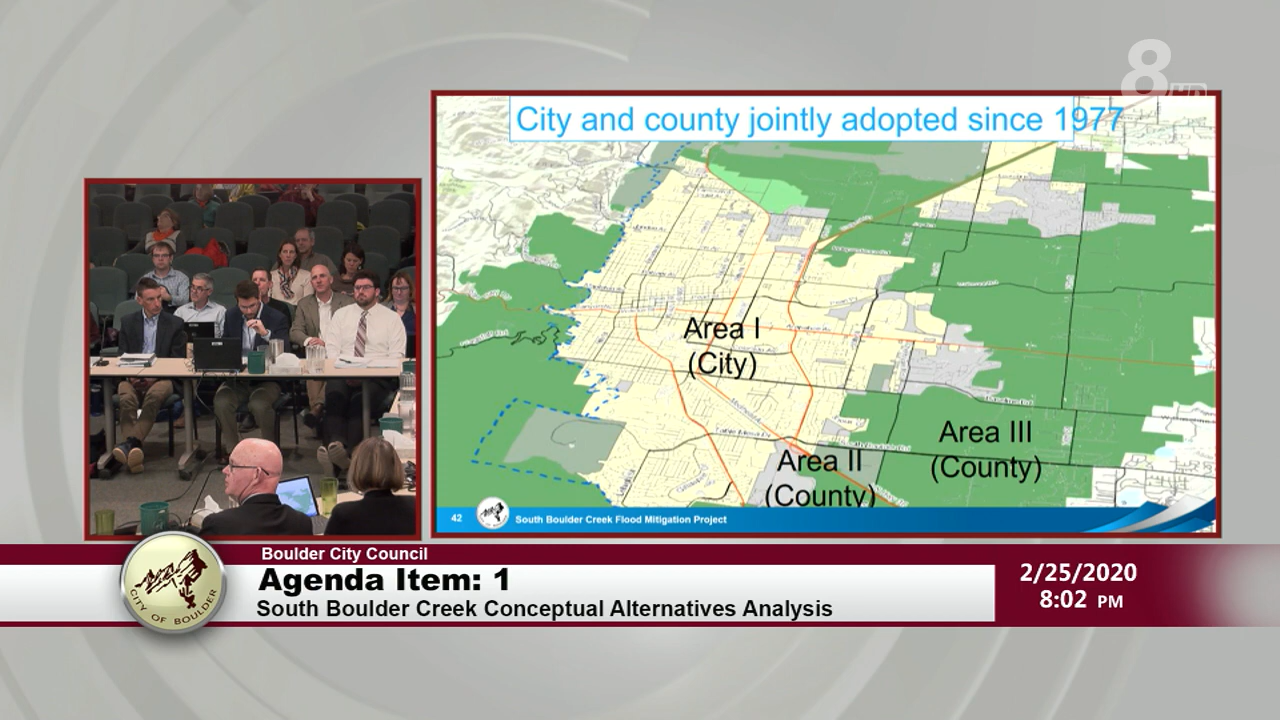 8
HD
City and county jointly adopted since 1977
Area I
(City)
Area II
(County)
Area III
(County)
42
South Boulder Creek Flood Mitigation Project
Boulder City Council
Agenda Item: 1
South Boulder Creek Conceptual Alternatives Analysis
2/25/2020
8:02 PM
CITY OF BOULDER